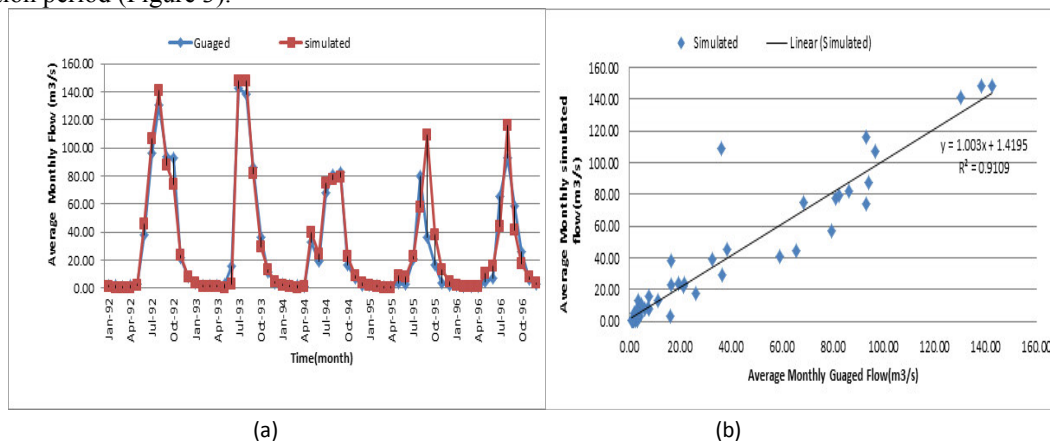 tion period (Figure 3).
Guaged simulated
Average Monthly Flow (m3/s)
160.00
140.00
120.00
100.00
80.00
60.00
40.00
20.00
0.00
Jan-92
Apr-92
Jul-92
Oct-92
Jan-93
Apr-93
Jul-93
Oct-93
Jan-94
Apr-94
Jul-94
Oct-94
Jan-95
Apr-95
Jul-95
Oct-95
Jan-96
Apr-96
Jul-96
Oct-96
Time(month)
(a)
Simulated Linear (Simulated)
Average Monthly simulated
flow(m3/s)
160.00
140.00
120.00
100.00
80.00
60.00
40.00
20.00
0.00
y = 1.003x + 1.4195
R² = 0.9109
0.00 20.00 40.00 60.00 80.00 100.00 120.00 140.00 160.00
Average Monthly Guaged Flow(m3/s)
(b)